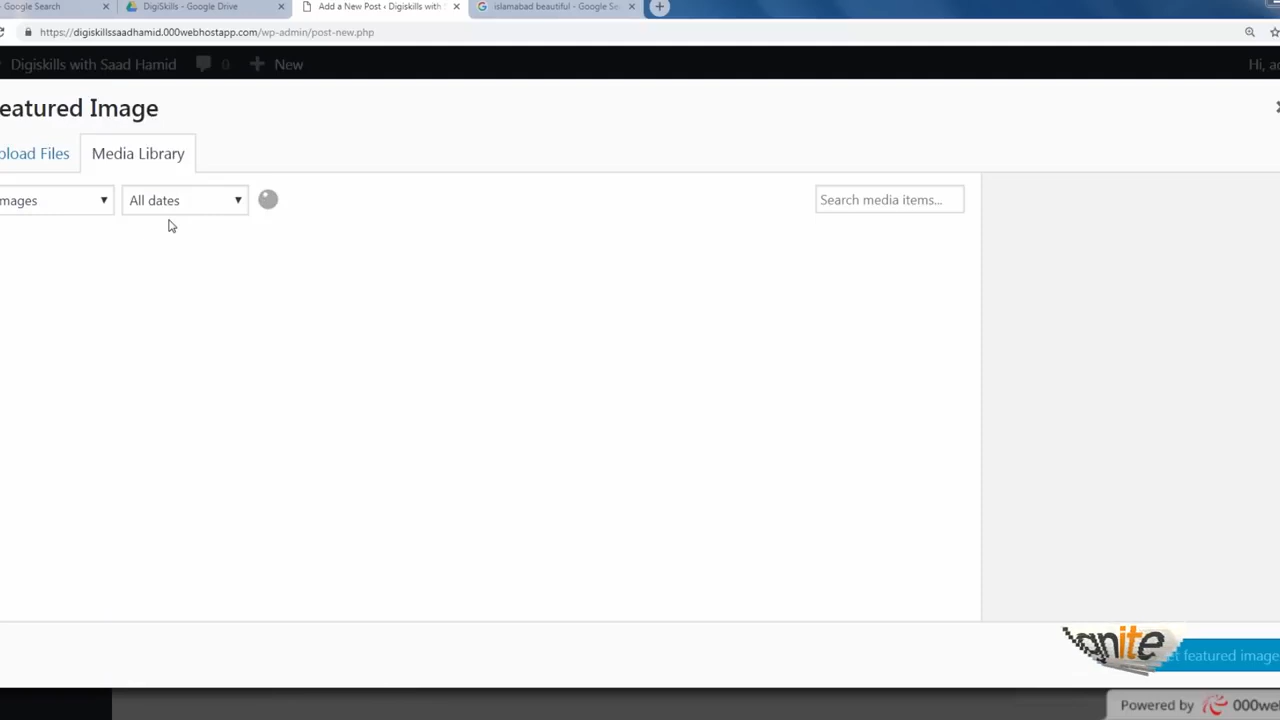 - Google Search
DigiSkills - Google Drive
Add a New Post ‹ Digiskills with
islamabad beautiful - Google Se
https://digiskillssaadhamid.000webhostapp.com/wp-admin/post-new.php
Digiskills with Saad Hamid 0 New Hi, a
eatured Image
pload Files Media Library
mages All dates Search media items...
gnite
t featured image
Powered by 000we